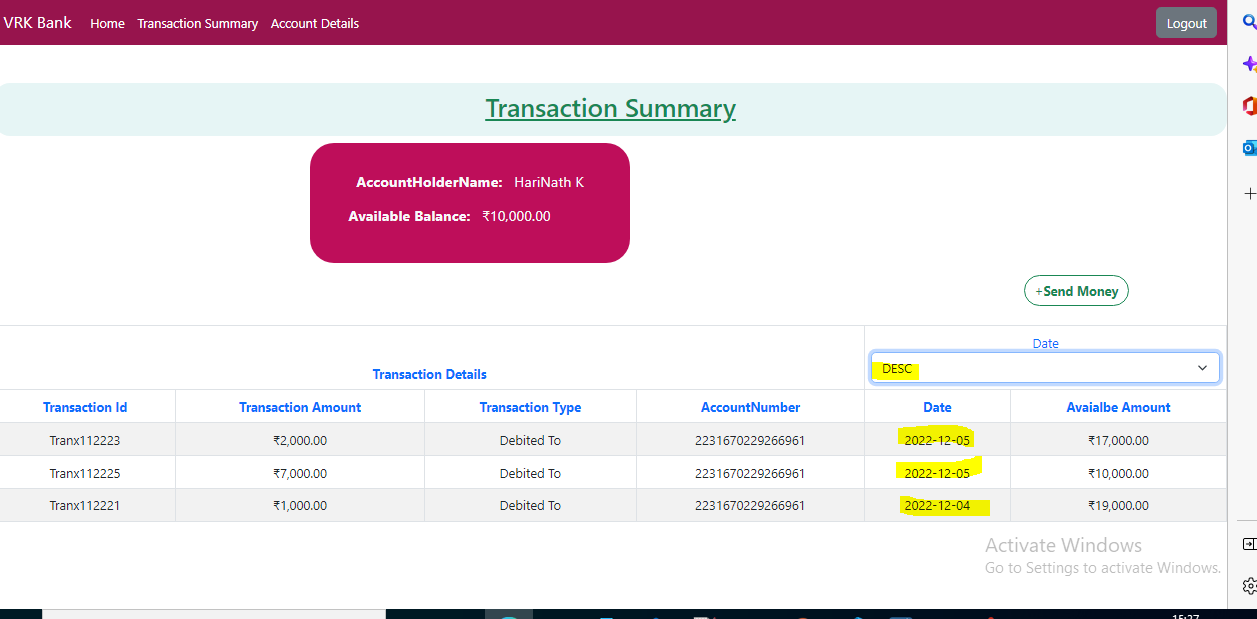 VRK Bank Home Transaction Summary Account Details Logout
Transaction Summary
AccountHolderName: HariNath K
Available Balance: ₹10,000.00
+Send Money
Date
DESC
Transaction Details
Transaction Id Transaction Amount Transaction Type AccountNumber Date Avaialbe Amount
Tranx112223 ₹2,000.00 Debited To 2231670229266961 2022-12-05 ₹17,000.00
Tranx112225 ₹7,000.00 Debited To 2231670229266961 2022-12-05 ₹10,000.00
Tranx112221 ₹1,000.00 Debited To 2231670229266961 2022-12-04 ₹19,000.00
Activate Windows
Go to Settings to activate Windows.